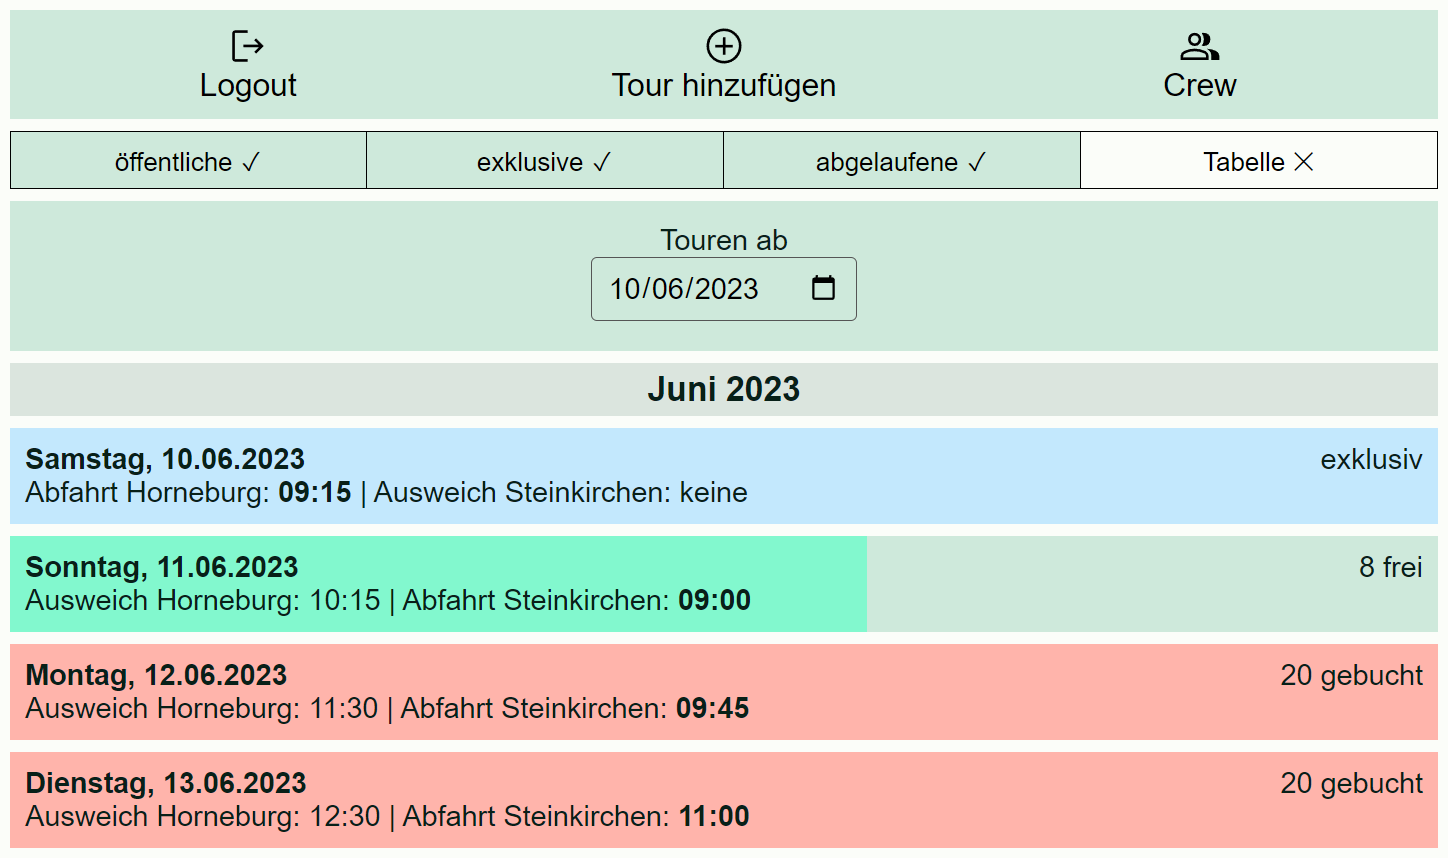 Logout
Tour hinzufügen
Crew
öffentliche ✓
exklusive ✓
abgelaufene ✓
Tabelle ✕
Touren ab
10/06/2023
Juni 2023
Samstag, 10.06.2023
exklusiv
Abfahrt Horneburg: 09:15 | Ausweich Steinkirchen: keine
Sonntag, 11.06.2023
8 frei
Ausweich Horneburg: 10:15 | Abfahrt Steinkirchen: 09:00
Montag, 12.06.2023
20 gebucht
Ausweich Horneburg: 11:30 | Abfahrt Steinkirchen: 09:45
Dienstag, 13.06.2023
20 gebucht
Ausweich Horneburg: 12:30 | Abfahrt Steinkirchen: 11:00